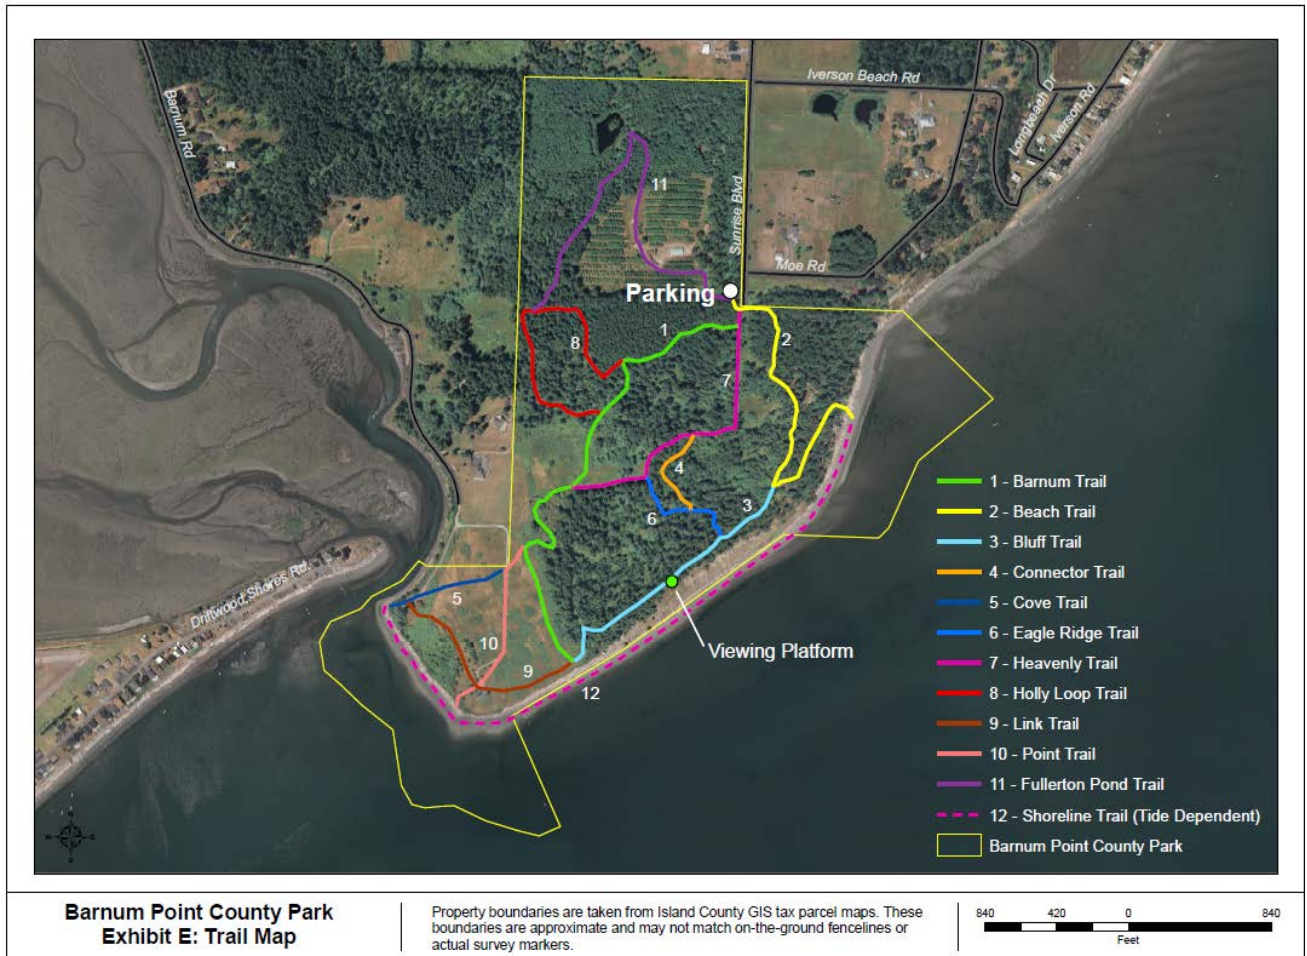 Barnum Rd
Iverson Beach Rd
Longbeach Dr
Iverson Rd
Sunrise Blvd
Moe Rd
11
Parking
1
2
8
7
4
3
6
5
Driftwood Shores Rd
10
9
12
Viewing Platform
1 - Barnum Trail
2 - Beach Trail
3 - Bluff Trail
4 - Connector Trail
5 - Cove Trail
6 - Eagle Ridge Trail
7 - Heavenly Trail
8 - Holly Loop Trail
9 - Link Trail
10 - Point Trail
11 - Fullerton Pond Trail
12 - Shoreline Trail (Tide Dependent)
Barnum Point County Park
N
W
E
S
Barnum Point County Park
Exhibit E: Trail Map
Property boundaries are taken from Island County GIS tax parcel maps. These
boundaries are approximate and may not match on-the-ground fencelines or
actual survey markers.
840 420 0 840
Feet